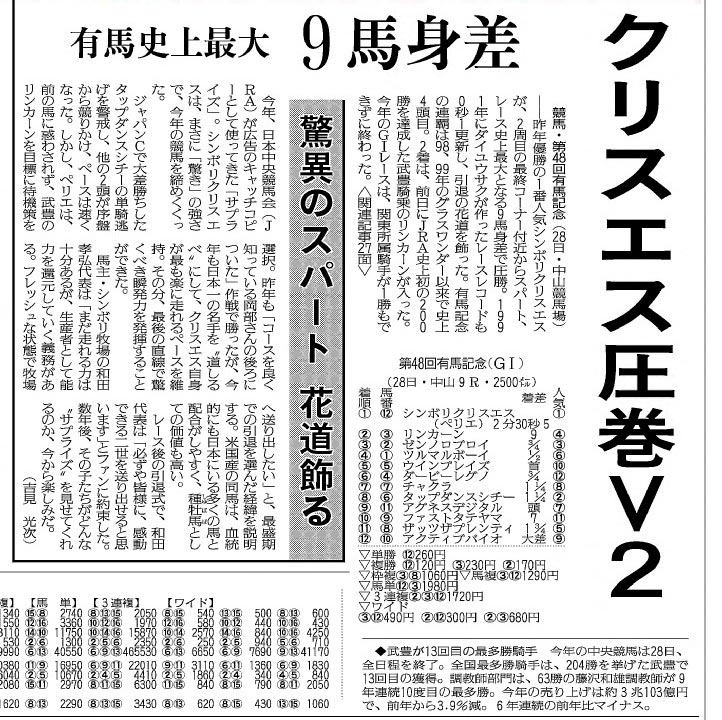 クリスエス圧巻V2
有馬史上最大 9馬身差
驚異のスパート 花道飾る
競馬・第48回有馬記念(28日・中山競馬場)
──昨年優勝の1番人気シンボリクリスエス
が、2周目の最終コーナー付近からスパート、
レース史上最大となる9馬身差で圧勝。199
1年にダイユウサクが作ったレースレコードも
0秒1更新し、引退の花道を飾った。有馬記念
の連覇は98、99年のグラスワンダー以来で史上
4頭目。2着は、前日にJRA史上初の200
勝を達成した武豊騎乗のリンカーンが入った。
今年のGIレースは、関東所属騎手が1勝もで
きずに終わった。〈関連記事27面〉
今年、日本中央競馬会(J
RA)が広告のキャッチコピ
ーとして使ってきた「サプラ
イズ」。シンボリクリスエ
スは、まさに「驚き」の強さ
で、今年の競馬を締めくくっ
た。
ジャパンCで大差勝ちした
タップダンスシチーの単騎逃
げを警戒し、他の2頭が序盤
から競りかけ、ペースは速く
なった。しかし、ペリエは、
前の馬に惑わされず、武豊の
リンカーンを目標に待機策を
選択。昨年も「コースを良く
知っている岡部さんの後ろに
ついた」作戦で勝ったが、今
年も日本一の名手を〝道しる
べ〟にして、クリスエス自身
が最も楽に走れるペースを維
持。その分、最後の直線で驚
くべき瞬発力を発揮すること
ができた。
馬主・シンボリ牧場の和田
孝弘代表は「まだ走れる力は
十分あるが、生産者として能
力を還元していく義務があ
る。フレッシュな状態で牧場
へ送り出したい」と、最盛期
での引退を選んだ経緯を説明
する。米国産の同馬は、血統
的にも日本にいる多くの馬と
配合がしやすく、種牡馬とし
ての価値も高い。
レース後の引退式で、和田
代表は「必ずや皆様に、感動
できる二世を送り出せると思
います」とファンに約束した。
数年後、その子たちがどんな
〝サプライズ〟を見せてくれ
るのか、今から楽しみだ。
(吉見 光次)
第48回有馬記念(GI)
(28日・中山9R・2500㍍)
着順 馬番 着差 人気
① ⑫ シンボリクリスエス ①
(ペリエ)2分30秒5
② ③ リンカーン 9 ④
③ ② ゼンノロブロイ ¾ ③
④ ① ツルマルボーイ ½ ⑥
⑤ ⑤ ウインブレイズ 首 ⑩
⑥ ④ ダービーレグノ ¾ ⑫
⑦ ⑦ チャクラ 1¼ ⑧
⑧ ⑥ タップダンスシチー 1¼ ②
⑨ ⑪ アグネスデジタル 頭 ⑦
⑩ ⑨ ファストタテヤマ 7 ⑪
⑪ ⑧ ザッツザプレンティ 1¾ ⑤
⑫ ⑩ アクティブバイオ 大差 ⑨
▽単勝 ⑫260円
▽複勝 ⑫120円 ③230円 ②170円
▽枠複③⑧1060円▽馬複③⑫1290円
▽馬単⑫③1980円
▽3連複②③⑫1720円
▽ワイド
③⑫490円 ②⑫300円 ②③680円
◆武豊が13回目の最多勝騎手 今年の中央競馬は28日、
全日程を終了。全国最多勝騎手は、204勝を挙げた武豊で
13回目の獲得。調教師部門は、63勝の藤沢和雄調教師が9
年連続10度目の最多勝。今年の売り上げは約3兆103億円
で、前年から3.9%減。6年連続の前年比マイナス。
複】【馬 単】【3連複】 【ワイド】